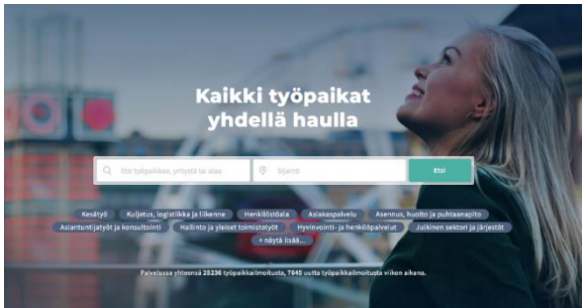 Kaikki työpaikat
yhdellä haulla
Etsi työpaikkaa, yritystä tai alaa
Sijainti
Etsi
Kesätyö
Kuljetus, logistiikka ja liikenne
Henkilöstöala
Asiakaspalvelu
Asennus, huolto ja puhtaanapito
Asiantuntijatyöt ja konsultointi
Hallinto ja yleiset toimistotyöt
Hyvinvointi- ja henkilöpalvelut
Julkinen sektori ja järjestöt
+ näytä lisää...
Palvelussa yhteensä 28236 työpaikkailmoitusta, 7645 uutta työpaikkailmoitusta viikon aikana.